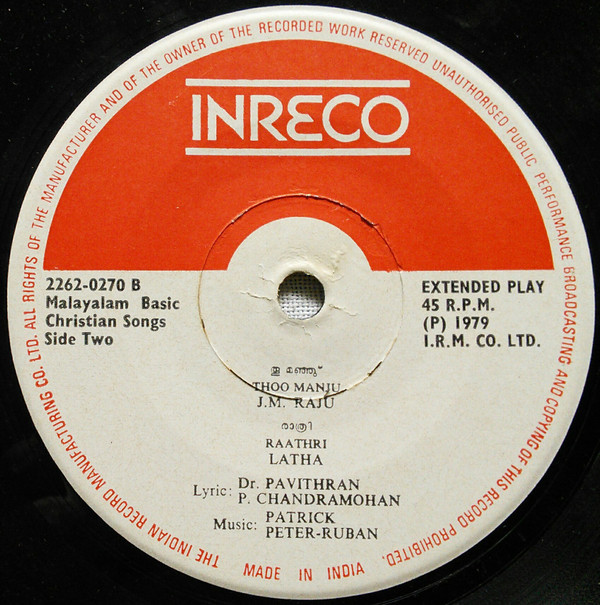 THE INDIAN RECORD MANUFACTURING CO. LTD. ALL RIGHTS OF THE MANUFACTURER AND OF THE OWNER OF THE RECORDED WORK RESERVED UNAUTHORISED PUBLIC PERFORMANCE BROADCASTING AND COPYING OF THIS RECORD PROHIBITED.
INRECO
2262-0270 B
Malayalam Basic
Christian Songs
Side Two
EXTENDED PLAY
45 R.P.M.
(P) 1979
I.R.M. CO. LTD.
തൂ മഞ്ഞു്
THOO MANJU
J.M. RAJU
രാത്രി
RAATHRI
LATHA
Lyric: Dr. PAVITHRAN
P. CHANDRAMOHAN
Music: PATRICK
PETER-RUBAN
MADE IN INDIA